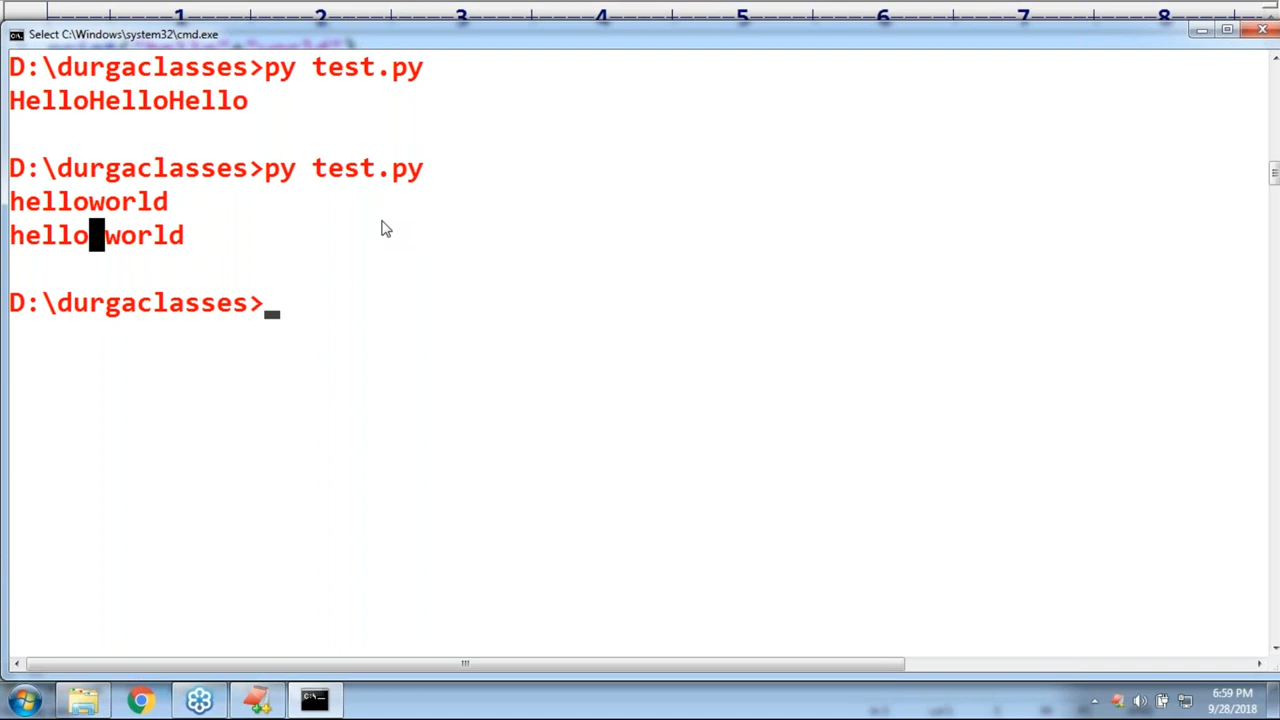 1 2 3 4 5 6 7 8
Select C:\Windows\system32\cmd.exe
D:\durgaclasses>py test.py
HelloHelloHello
D:\durgaclasses>py test.py
helloworld
hello world
D:\durgaclasses>
6:59 PM
9/28/2018